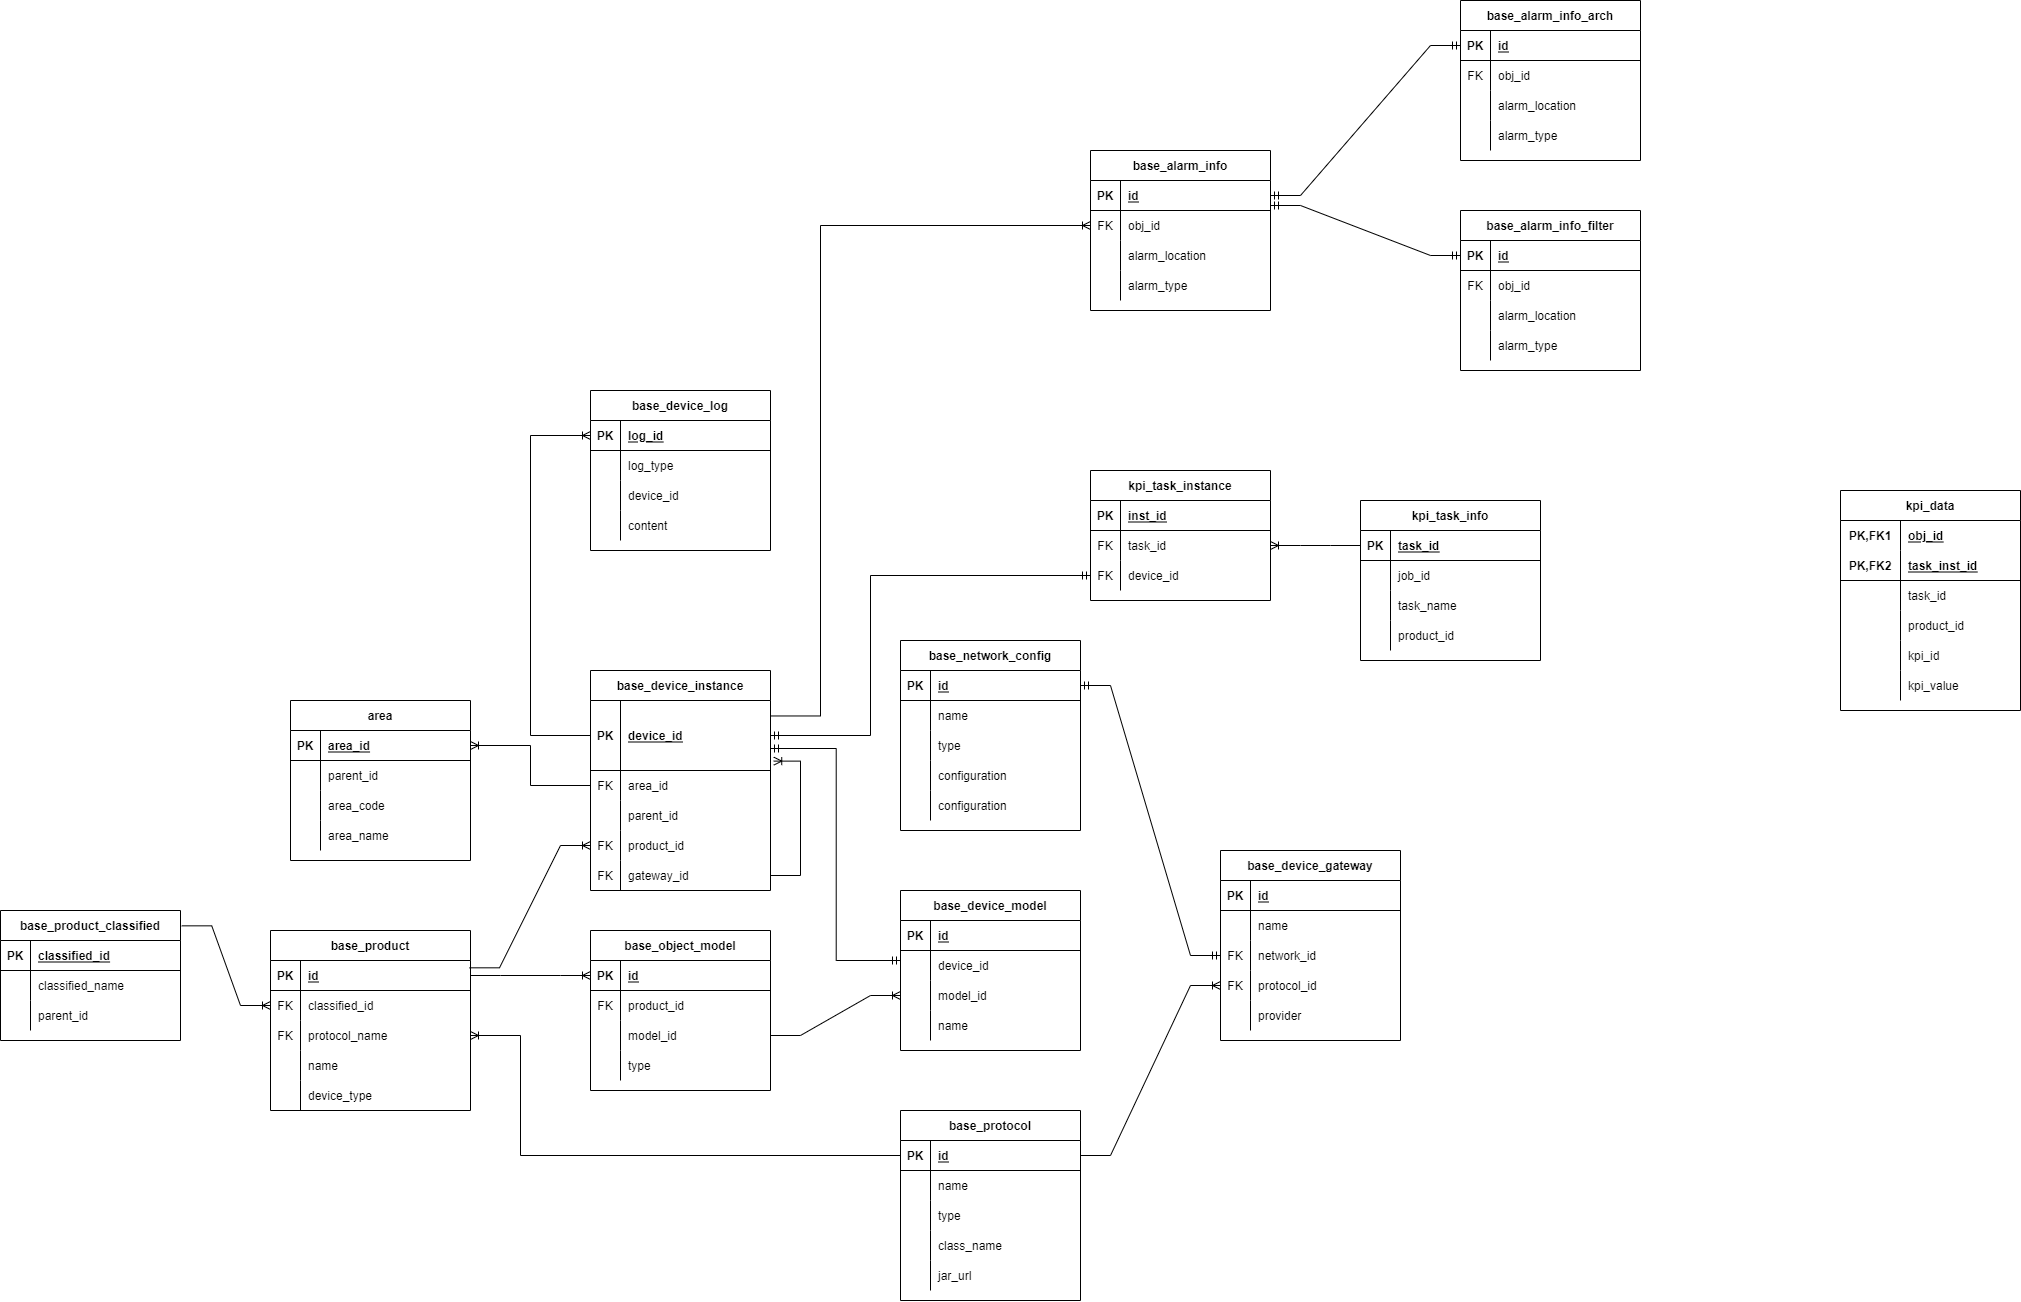 base_alarm_info_arch
PK id
FK obj_id
alarm_location
alarm_type
base_alarm_info
PK id
FK obj_id
alarm_location
alarm_type
base_alarm_info_filter
PK id
FK obj_id
alarm_location
alarm_type
base_device_log
PK log_id
log_type
device_id
content
kpi_task_instance
PK inst_id
FK task_id
FK device_id
kpi_task_info
PK task_id
job_id
task_name
product_id
kpi_data
PK,FK1 obj_id
PK,FK2 task_inst_id
task_id
product_id
kpi_id
kpi_value
base_network_config
PK id
name
type
configuration
configuration
base_device_instance
PK device_id
FK area_id
parent_id
FK product_id
FK gateway_id
area
PK area_id
parent_id
area_code
area_name
base_device_gateway
PK id
name
FK network_id
FK protocol_id
provider
base_device_model
PK id
device_id
model_id
name
base_product_classified
PK classified_id
classified_name
parent_id
base_product
PK id
FK classified_id
FK protocol_name
name
device_type
base_object_model
PK id
FK product_id
model_id
type
base_protocol
PK id
name
type
class_name
jar_url